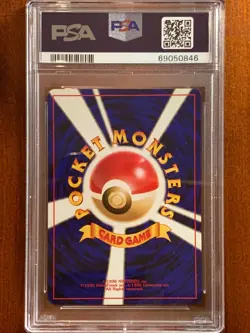 PSA
PSA
69050846
POCKET MONSTERS
CARD GAME